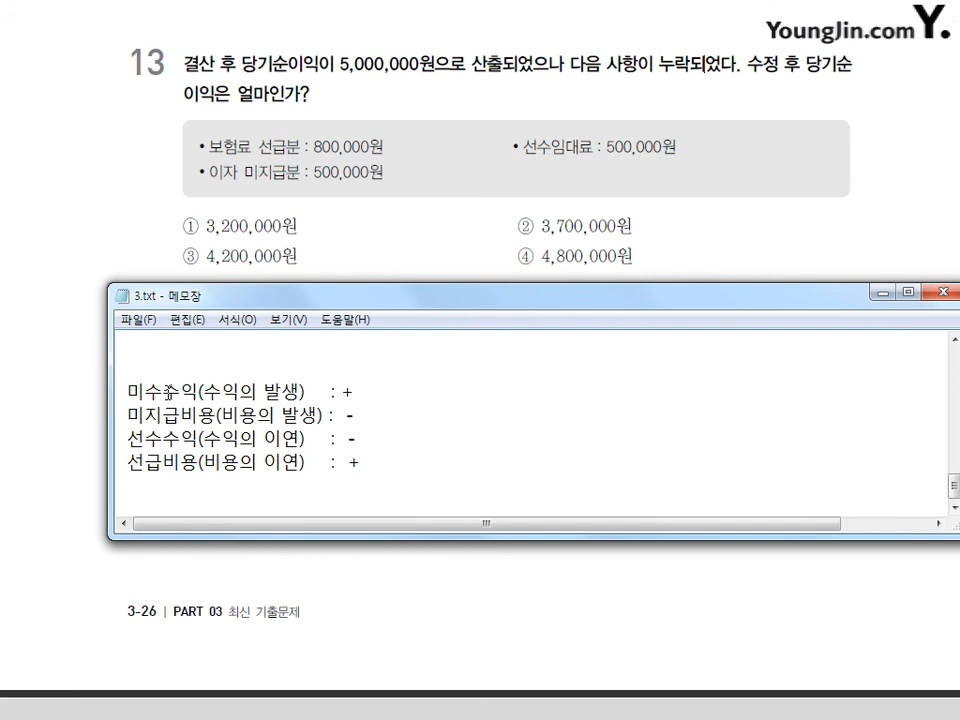 YoungJin.com Y.
13 결산 후 당기순이익이 5,000,000원으로 산출되었으나 다음 사항이 누락되었다. 수정 후 당기순
이익은 얼마인가?
• 보험료 선급분 : 800,000원 • 선수임대료 : 500,000원
• 이자 미지급분 : 500,000원
① 3,200,000원 ② 3,700,000원
③ 4,200,000원 ④ 4,800,000원
3.txt - 메모장
파일(F) 편집(E) 서식(O) 보기(V) 도움말(H)
미수수익(수익의 발생) : +
미지급비용(비용의 발생) : -
선수수익(수익의 이연) : -
선급비용(비용의 이연) : +
3-26 | PART 03 최신 기출문제